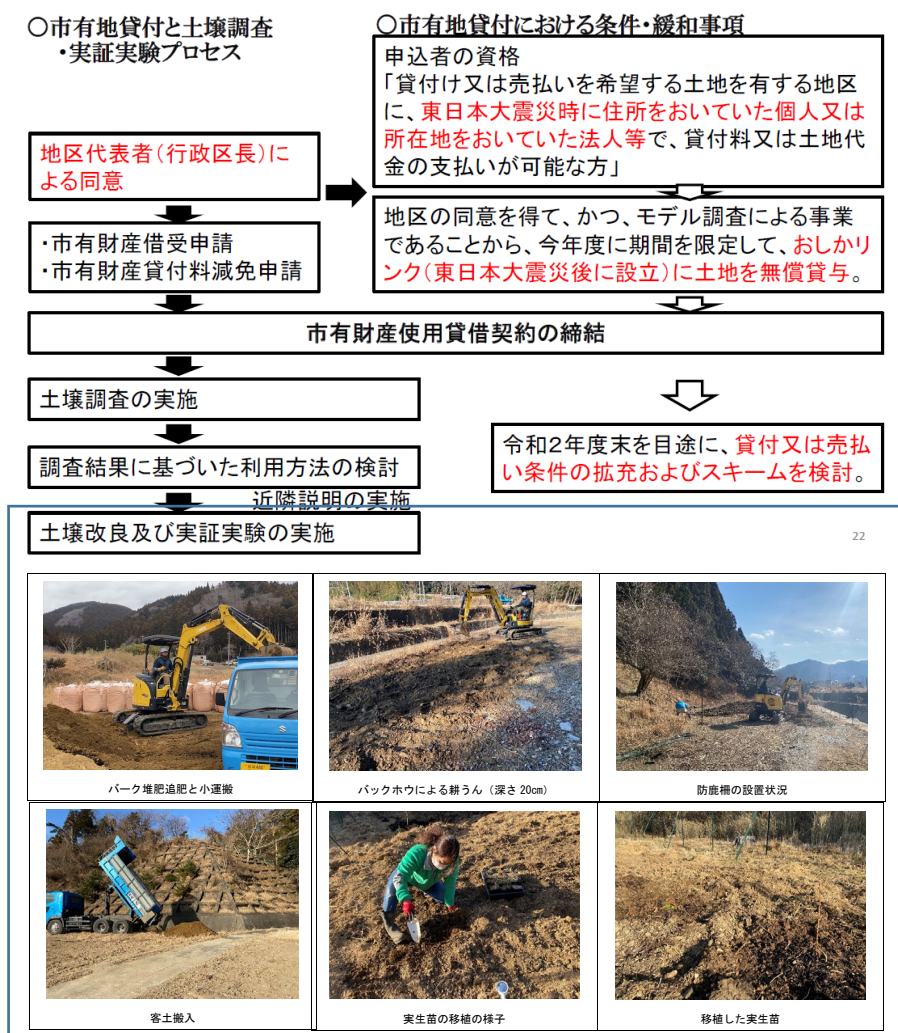 〇市有地貸付と土壌調査
・実証実験プロセス
地区代表者(行政区長)に
よる同意
・市有財産借受申請
・市有財産貸付料減免申請
〇市有地貸付における条件・緩和事項
申込者の資格
「貸付け又は売払いを希望する土地を有する地区
に、東日本大震災時に住所をおいていた個人又は
所在地をおいていた法人等で、貸付料又は土地代
金の支払いが可能な方」
地区の同意を得て、かつ、モデル調査による事業
であることから、今年度に期間を限定して、おしかリ
ンク(東日本大震災後に設立)に土地を無償貸与。
市有財産使用貸借契約の締結
土壌調査の実施
調査結果に基づいた利用方法の検討
近隣説明の実施
土壌改良及び実証実験の実施
令和2年度末を目途に、貸付又は売払
い条件の拡充およびスキームを検討。
22
バーク堆肥追肥と小運搬
バックホウによる耕うん(深さ20cm)
防鹿柵の設置状況
客土搬入
実生苗の移植の様子
移植した実生苗